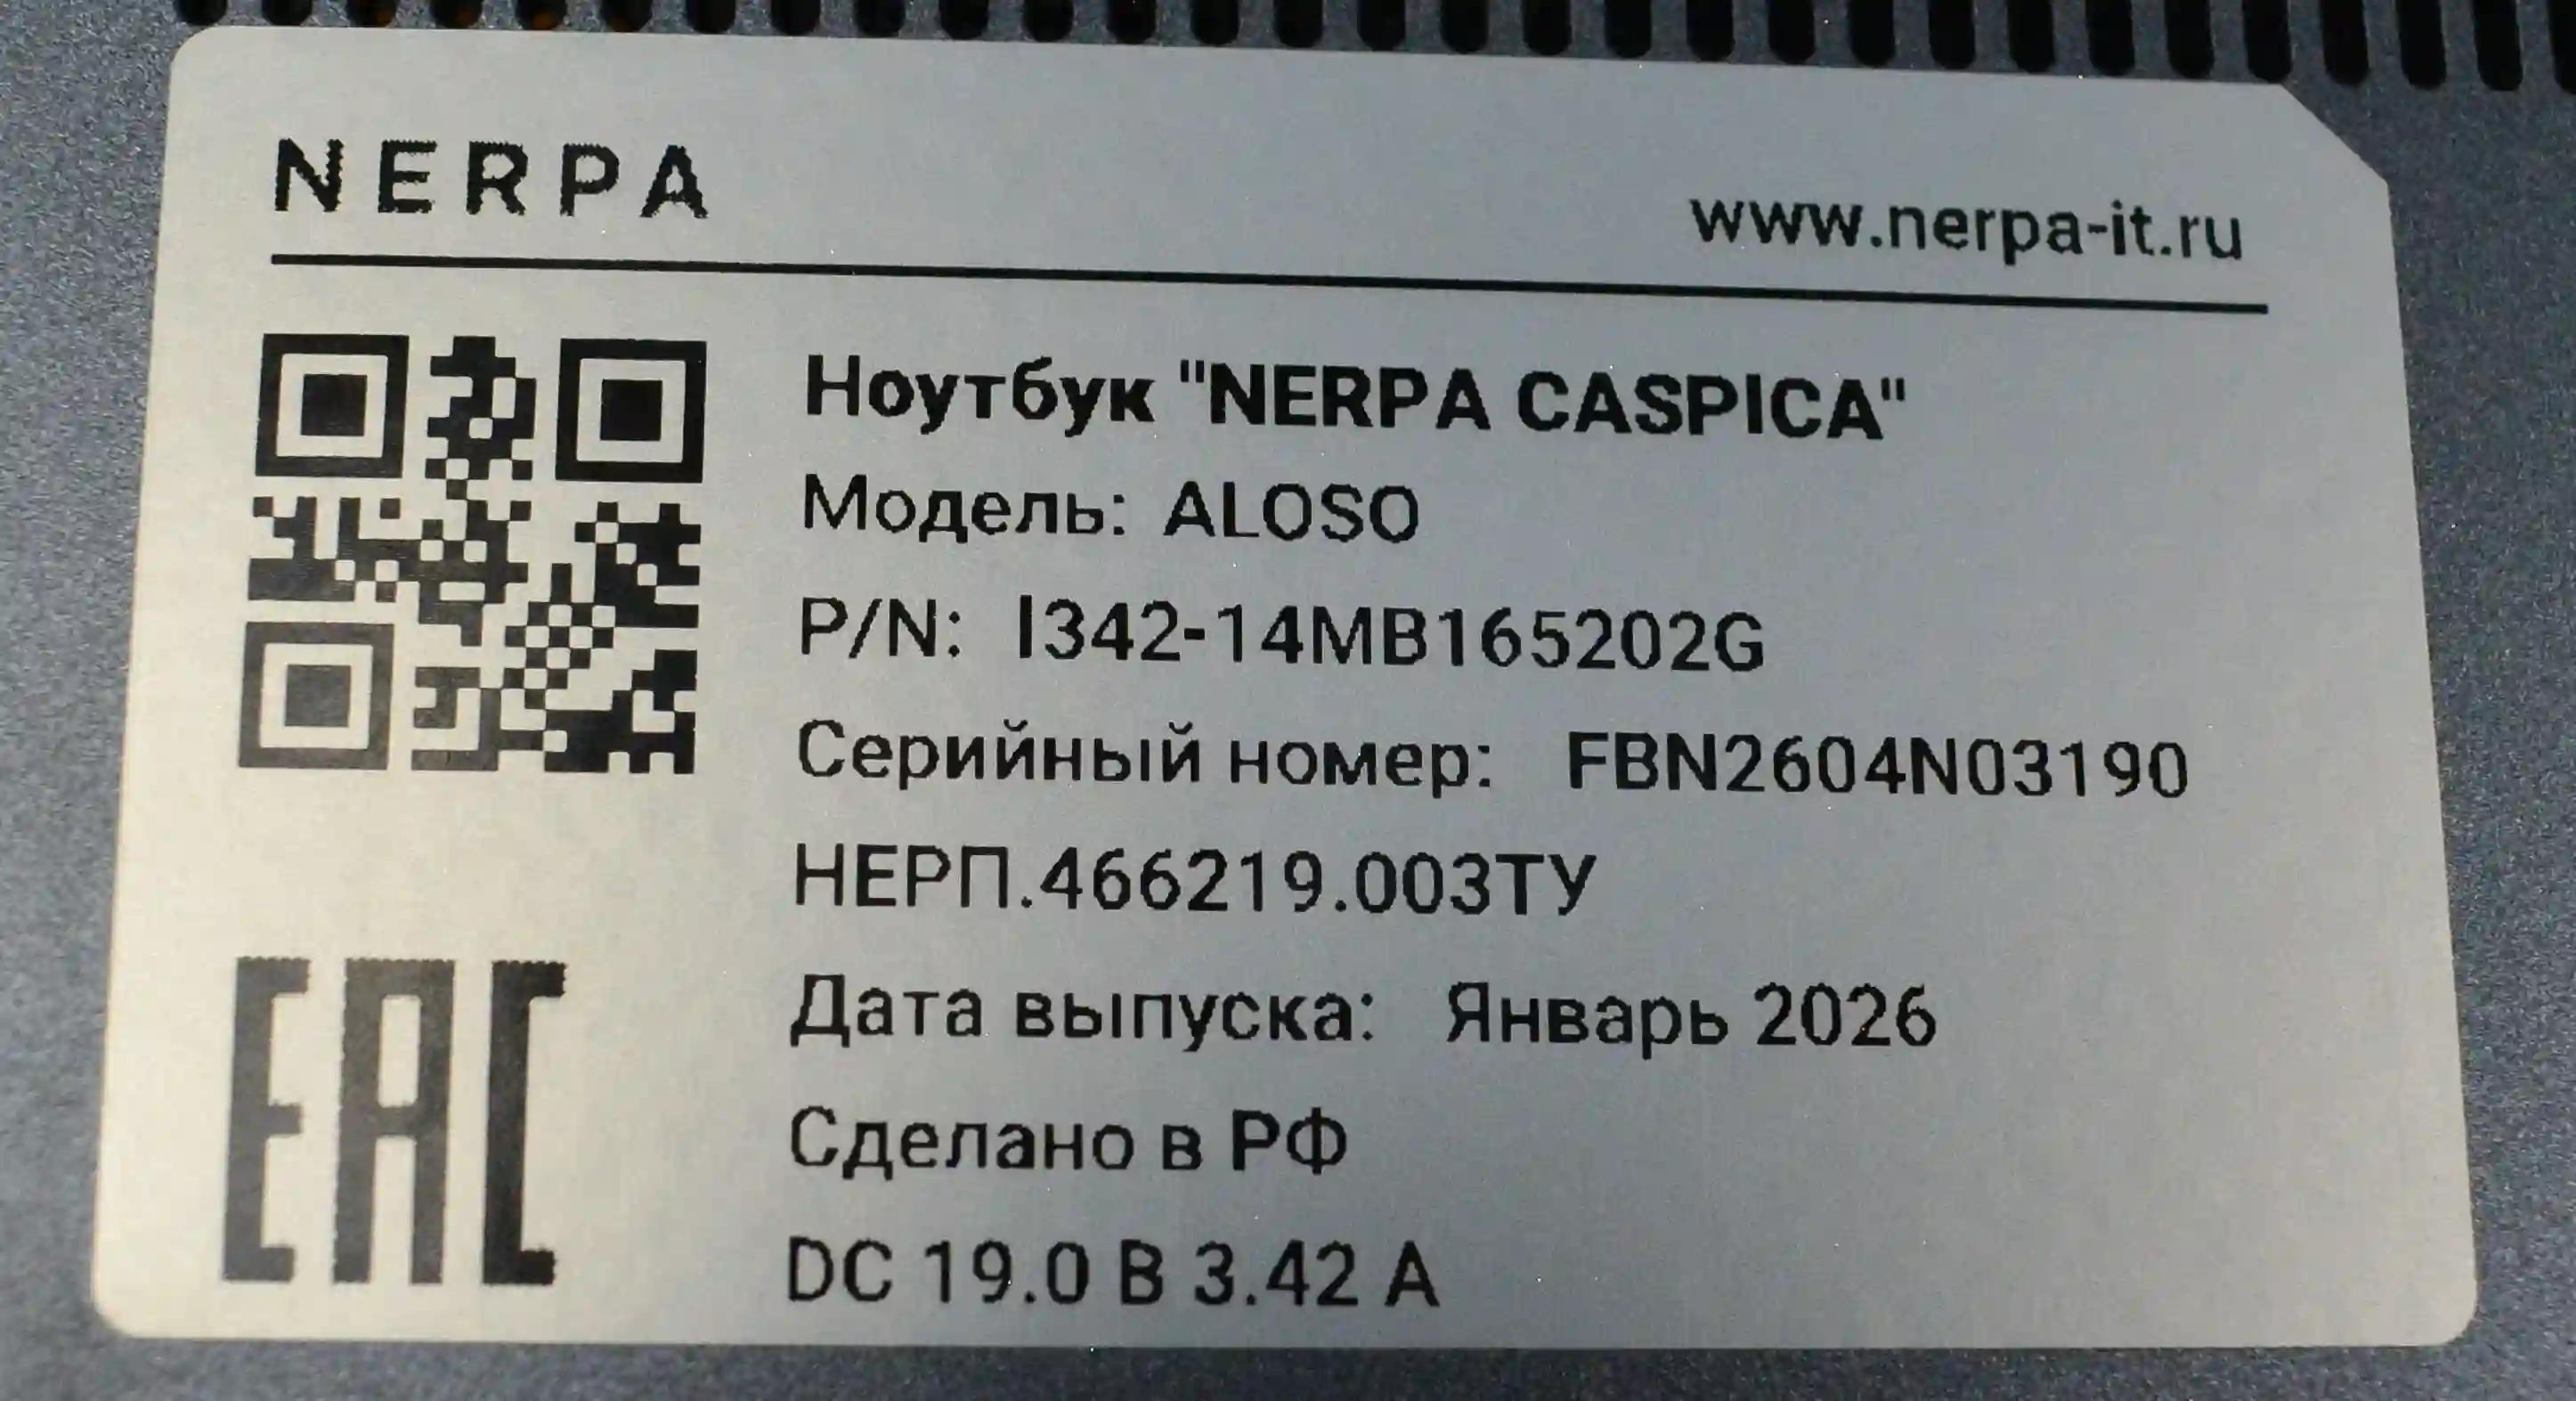 NERPA
www.nerpa-it.ru
Ноутбук "NERPA CASPICA"
Модель: ALOSO
P/N: I342-14MB165202G
Серийный номер: FBN2604N03190
НЕРП.466219.003ТУ
Дата выпуска: Январь 2026
Сделано в РФ
DC 19.0 В 3.42 А
EAC